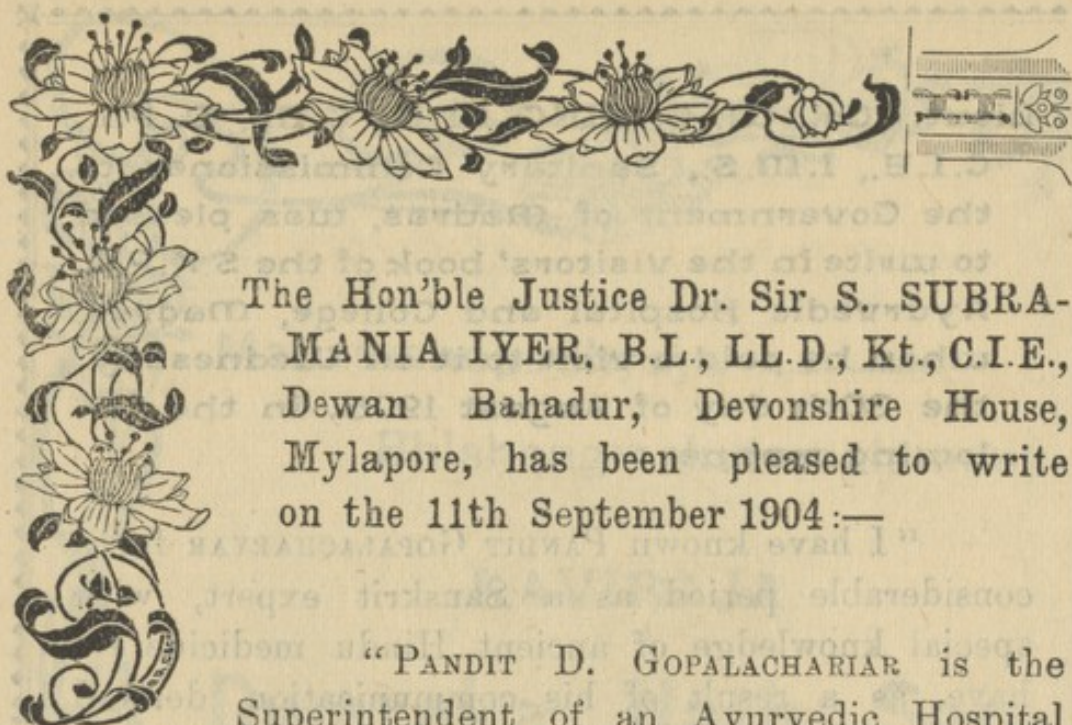 The Hon'ble Justice Dr. Sir S. SUBRA-
MANIA IYER, B.L., LL.D., Kt., C.I.E.,
Dewan Bahadur, Devonshire House,
Mylapore, has been pleased to write
on the 11th September 1904:—
"PANDIT D. GOPALACHARIAR is the
Superintendent of an Ayurvedic Hospital